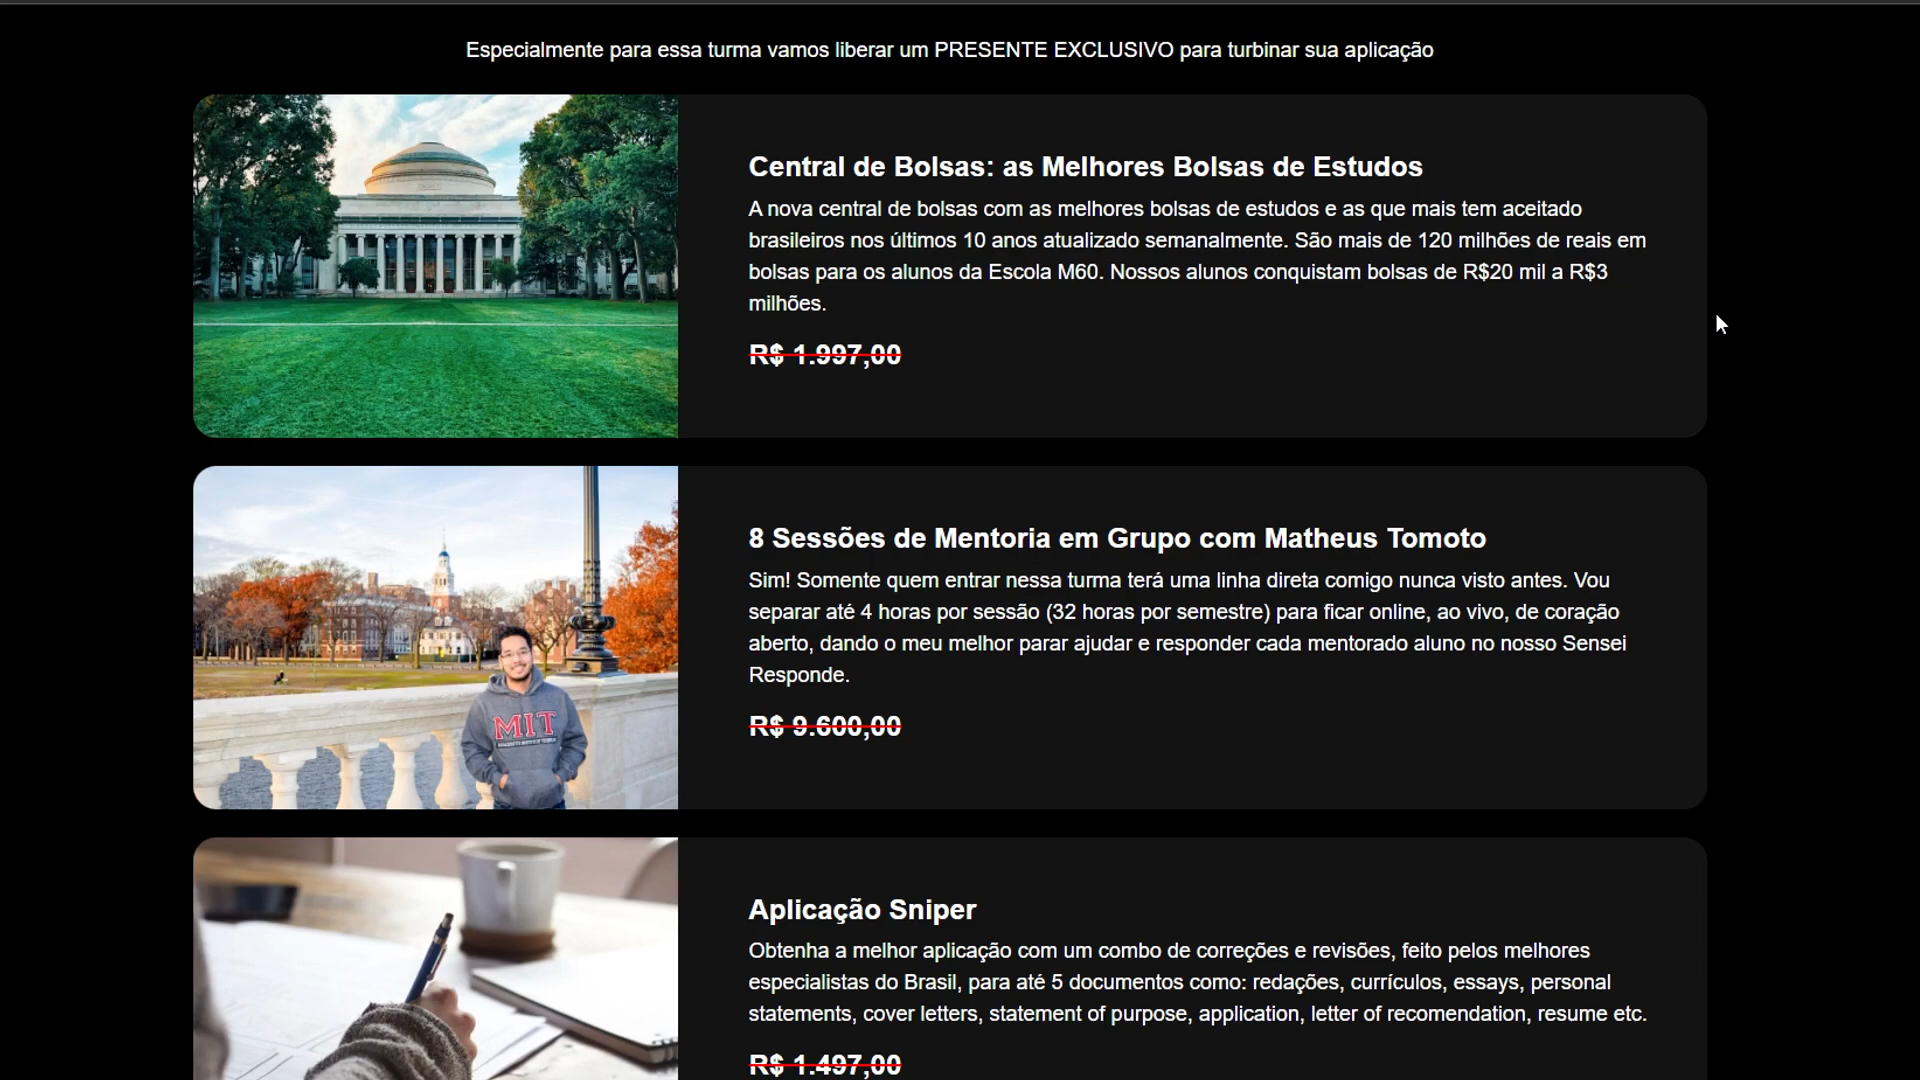 Especialmente para essa turma vamos liberar um PRESENTE EXCLUSIVO para turbinar sua aplicação
Central de Bolsas: as Melhores Bolsas de Estudos
A nova central de bolsas com as melhores bolsas de estudos e as que mais tem aceitado
brasileiros nos últimos 10 anos atualizado semanalmente. São mais de 120 milhões de reais em
bolsas para os alunos da Escola M60. Nossos alunos conquistam bolsas de R$20 mil a R$3
milhões.
R$ 1.997,00
8 Sessões de Mentoria em Grupo com Matheus Tomoto
Sim! Somente quem entrar nessa turma terá uma linha direta comigo nunca visto antes. Vou
separar até 4 horas por sessão (32 horas por semestre) para ficar online, ao vivo, de coração
aberto, dando o meu melhor parar ajudar e responder cada mentorado aluno no nosso Sensei
Responde.
R$ 9.600,00
MIT
Aplicação Sniper
Obtenha a melhor aplicação com um combo de correções e revisões, feito pelos melhores
especialistas do Brasil, para até 5 documentos como: redações, currículos, essays, personal
statements, cover letters, statement of purpose, application, letter of recomendation, resume etc.
R$ 1.497,00